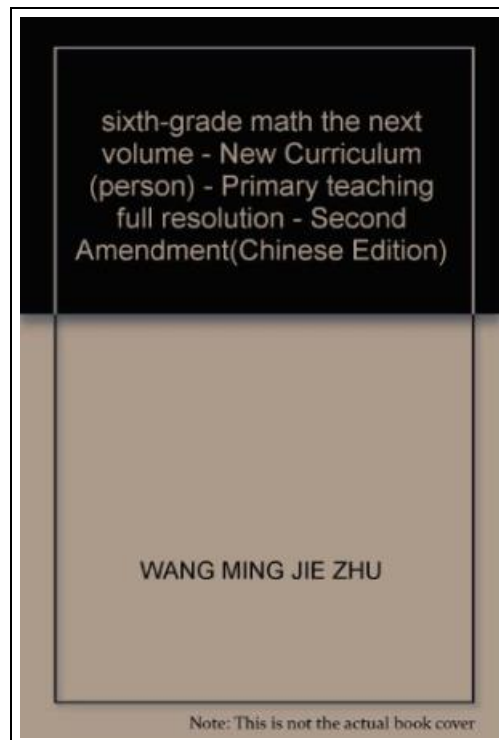 sixth-grade math the next
volume - New Curriculum
(person) - Primary teaching
full resolution - Second
Amendment(Chinese Edition)
WANG MING JIE ZHU
Note: This is not the actual book cover